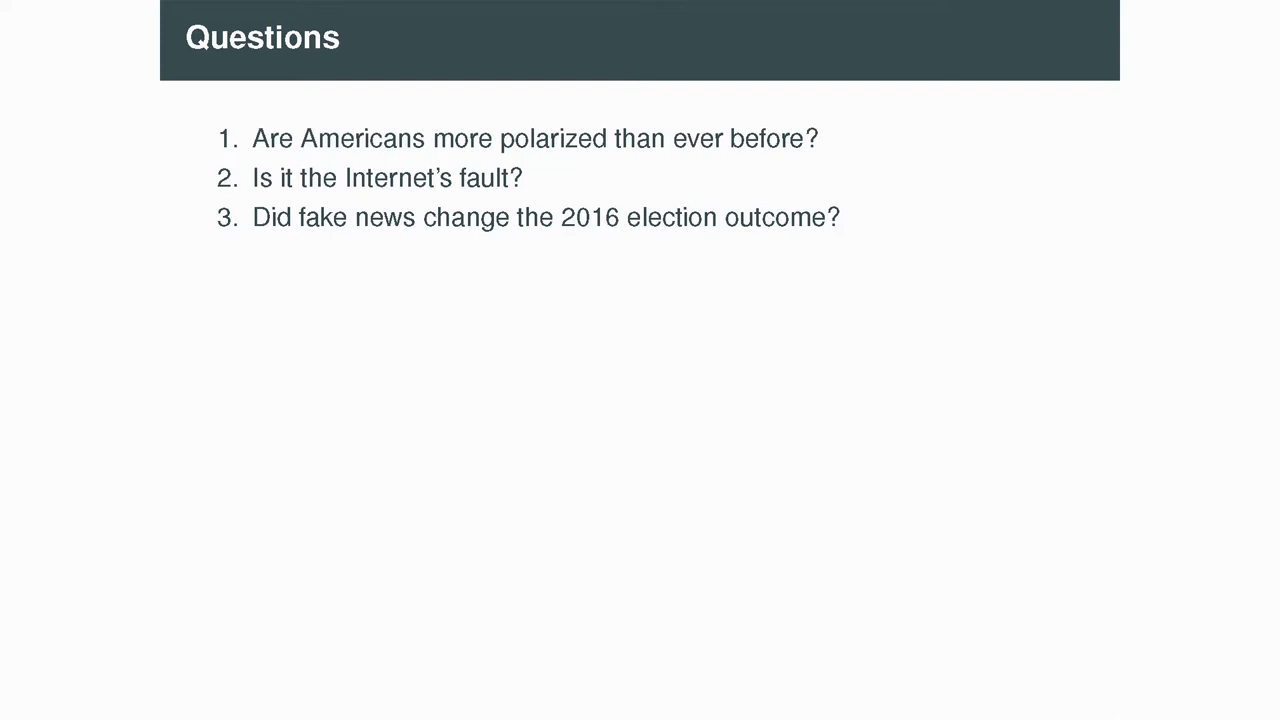 Questions
1. Are Americans more polarized than ever before?
2. Is it the Internet’s fault?
3. Did fake news change the 2016 election outcome?